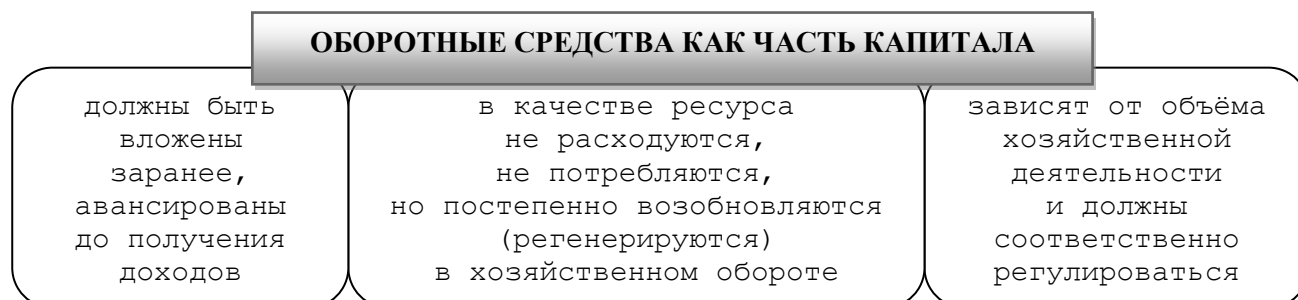 ОБОРОТНЫЕ СРЕДСТВА КАК ЧАСТЬ КАПИТАЛА
должны быть
вложены
заранее,
авансированы
до получения
доходов
в качестве ресурса
не расходуются,
не потребляются,
но постепенно возобновляются
(регенерируются)
в хозяйственном обороте
зависят от объёма
хозяйственной
деятельности
и должны
соответственно
регулироваться